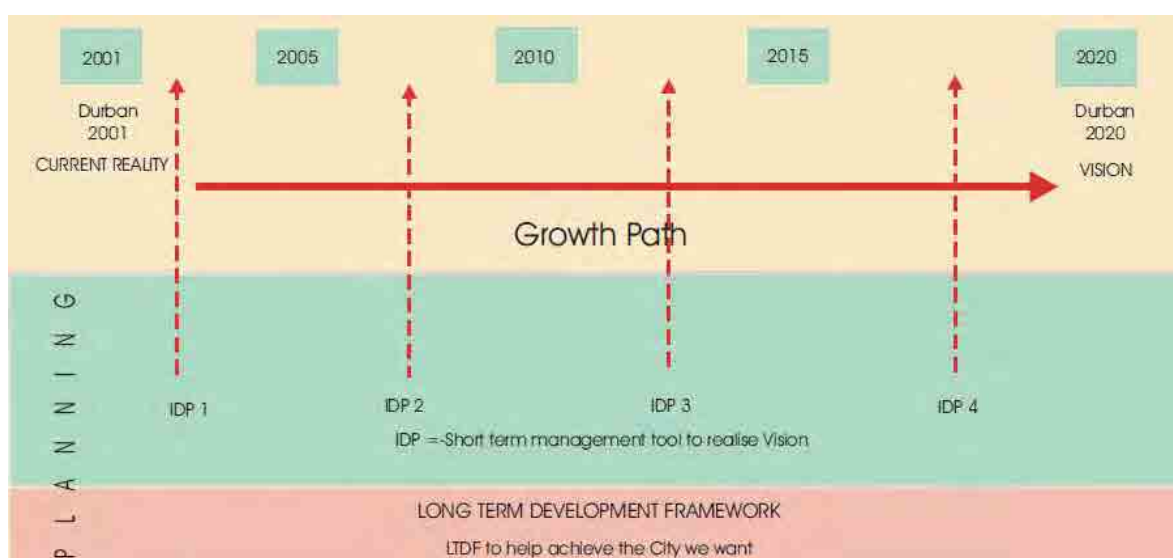 2001
2005
2010
2015
2020
Durban
2001
CURRENT REALITY
Durban
2020
VISION
Growth Path
PLANNING
IDP 1
IDP 2
IDP 3
IDP 4
IDP =-Short term management tool to realise Vision
LONG TERM DEVELOPMENT FRAMEWORK
LTDF to help achieve the City we want